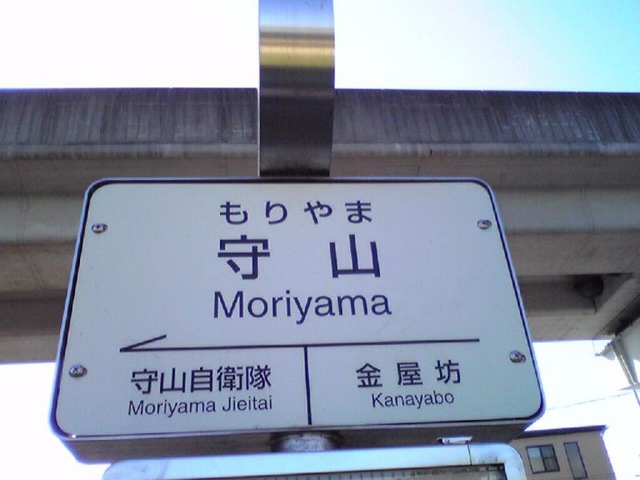 もりやま
守山
Moriyama
守山自衛隊
Moriyama Jieitai
金屋坊
Kanayabo